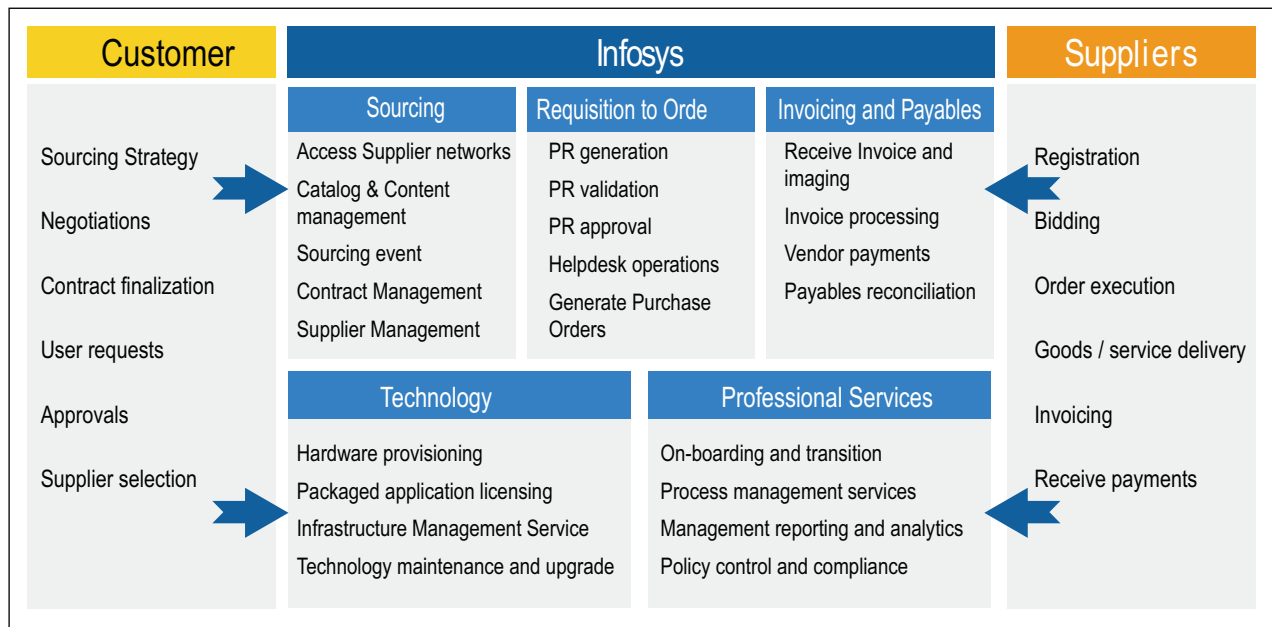 Customer
Sourcing Strategy
Negotiations
Contract finalization
User requests
Approvals
Supplier selection
Infosys
Sourcing
Access Supplier networks
Catalog & Content
management
Sourcing event
Contract Management
Supplier Management
Requisition to Orde
PR generation
PR validation
PR approval
Helpdesk operations
Generate Purchase
Orders
Invoicing and Payables
Receive Invoice and
imaging
Invoice processing
Vendor payments
Payables reconciliation
Technology
Hardware provisioning
Packaged application licensing
Infrastructure Management Service
Technology maintenance and upgrade
Professional Services
On-boarding and transition
Process management services
Management reporting and analytics
Policy control and compliance
Suppliers
Registration
Bidding
Order execution
Goods / service delivery
Invoicing
Receive payments